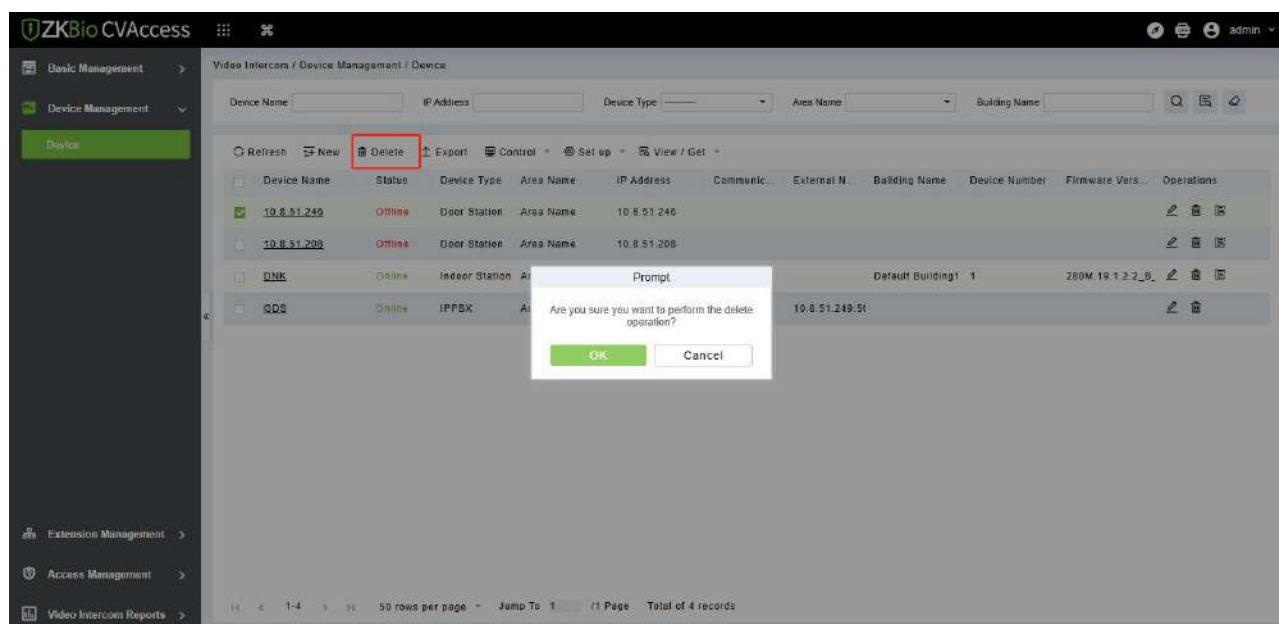 ZKBio CVAccess
admin
Basic Management
Device Management
Device
Extension Management
Access Management
Video Intercom Reports
Video Intercom / Device Management / Device
Device Name IP Address Device Type Area Name Building Name
Refresh New Delete Export Control Set up View / Get
Device Name Status Device Type Area Name IP Address Communic... External N... Building Name Device Number Firmware Vers... Operations
10.8.51.246 Offline Door Station Area Name 10.8.51.246
10.8.51.208 Offline Door Station Area Name 10.8.51.208
DNK Online Indoor Station Default Building1 1 280M.19.1.2.2_B_
GDS Online IPPBX 10.8.51.249:50
Prompt
Are you sure you want to perform the delete
operation?
OK Cancel
1-4 50 rows per page Jump To 1 /1 Page Total of 4 records